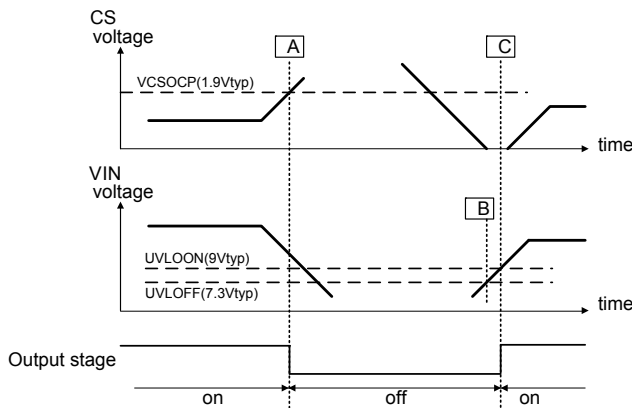 CS
voltage
A
C
VCSOCP(1.9Vtyp)
time
VIN
voltage
B
UVLOON(9Vtyp)
UVLOFF(7.3Vtyp)
time
Output stage
on
off
on